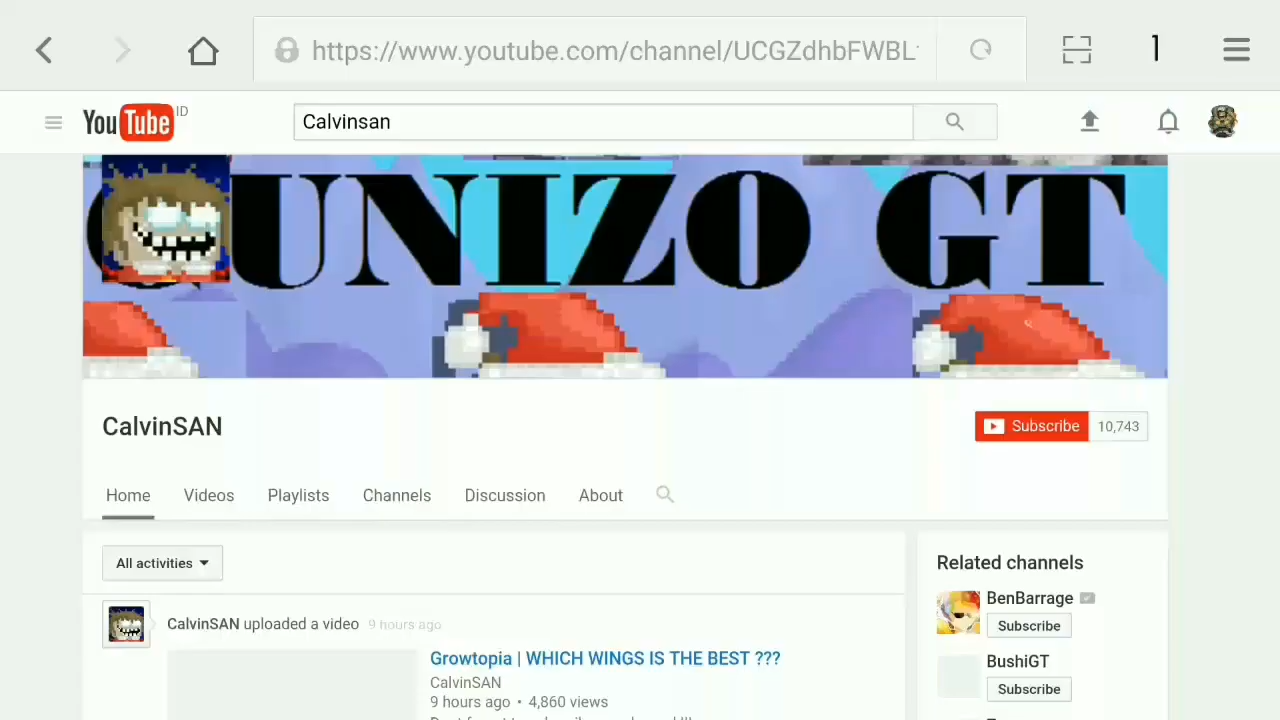 https://www.youtube.com/channel/UCGZdhbFWBL
1
YouTube ID
Calvinsan
UNIZO GT
CalvinSAN
Subscribe 10,743
Home Videos Playlists Channels Discussion About
All activities
Related channels
BenBarrage
Subscribe
CalvinSAN uploaded a video 9 hours ago
Growtopia | WHICH WINGS IS THE BEST ???
CalvinSAN
9 hours ago • 4,860 views
BushiGT
Subscribe